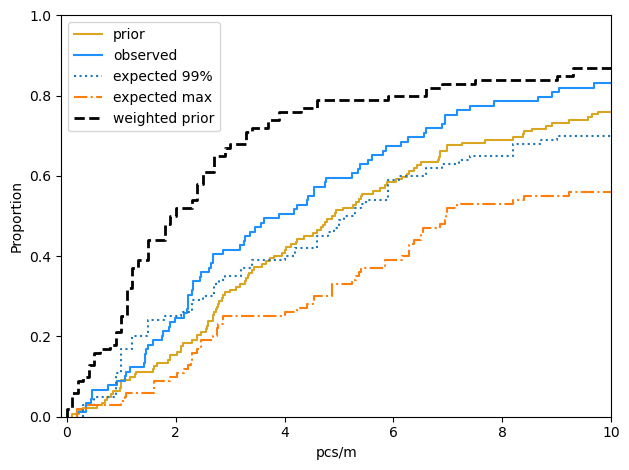 1.0
0.8
0.6
0.4
0.2
0.0
Proportion
prior
observed
expected 99%
expected max
weighted prior
0 2 4 6 8 10
pcs/m